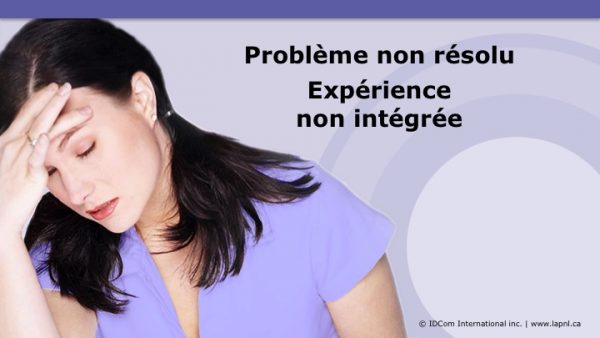 Problème non résolu
Expérience
non intégrée
© IDCom International inc. | www.lapnl.ca